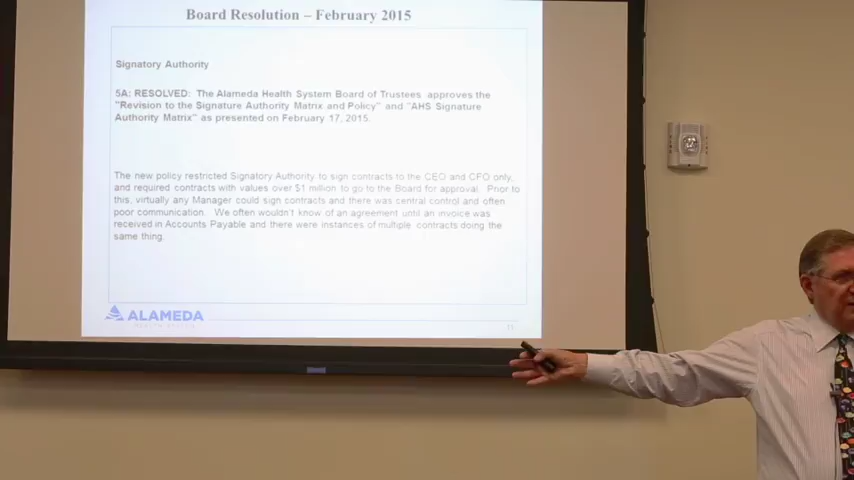 Board Resolution – February 2015
Signatory Authority
5A: RESOLVED: The Alameda Health System Board of Trustees approves the
"Revision to the Signature Authority Matrix and Policy" and "AHS Signature
Authority Matrix" as presented on February 17, 2015.
The new policy restricted Signatory Authority to sign contracts to the CEO and CFO only,
and required contracts with values over $1 million to go to the Board for approval. Prior to
this, virtually any Manager could sign contracts and there was central control and often
poor communication. We often wouldn't know of an agreement until an invoice was
received in Accounts Payable and there were instances of multiple contracts doing the
same thing.
ALAMEDA
HEALTH SYSTEM